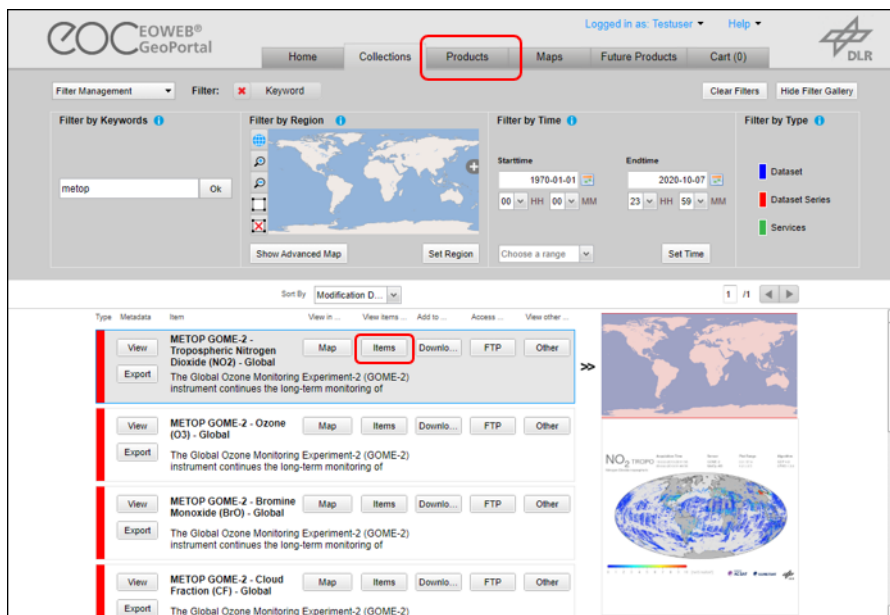 Logged in as: Testuser Help
eoc EOWEB®
GeoPortal
DLR
Home Collections Products Maps Future Products Cart (0)
Filter Management Filter: Keyword Clear Filters Hide Filter Gallery
Filter by Keywords Filter by Region Filter by Time Filter by Type
Starttime Endtime
1970-01-01 2020-10-07
Dataset
metop Ok
00 HH 00 MM 23 HH 59 MM
Dataset Series
Services
Show Advanced Map Set Region Choose a range Set Time
Sort By Modification D... 1 /1
Type Metadata Item View in ... View items ... Add to ... Access ... View other ...
View METOP GOME-2 - Map Items Downlo... FTP Other
Tropospheric Nitrogen
Dioxide (NO2) - Global
Export The Global Ozone Monitoring Experiment-2 (GOME-2)
instrument continues the long-term monitoring of
View METOP GOME-2 - Ozone Map Items Downlo... FTP Other
(O3) - Global
Export The Global Ozone Monitoring Experiment-2 (GOME-2)
instrument continues the long-term monitoring of
NO2 TROPO
View METOP GOME-2 - Bromine Map Items Downlo... FTP Other
Monoxide (BrO) - Global
Export The Global Ozone Monitoring Experiment-2 (GOME-2)
instrument continues the long-term monitoring of
View METOP GOME-2 - Cloud Map Items Downlo... FTP Other
Fraction (CF) - Global
Export The Global Ozone Monitoring Experiment-2 (GOME-2)